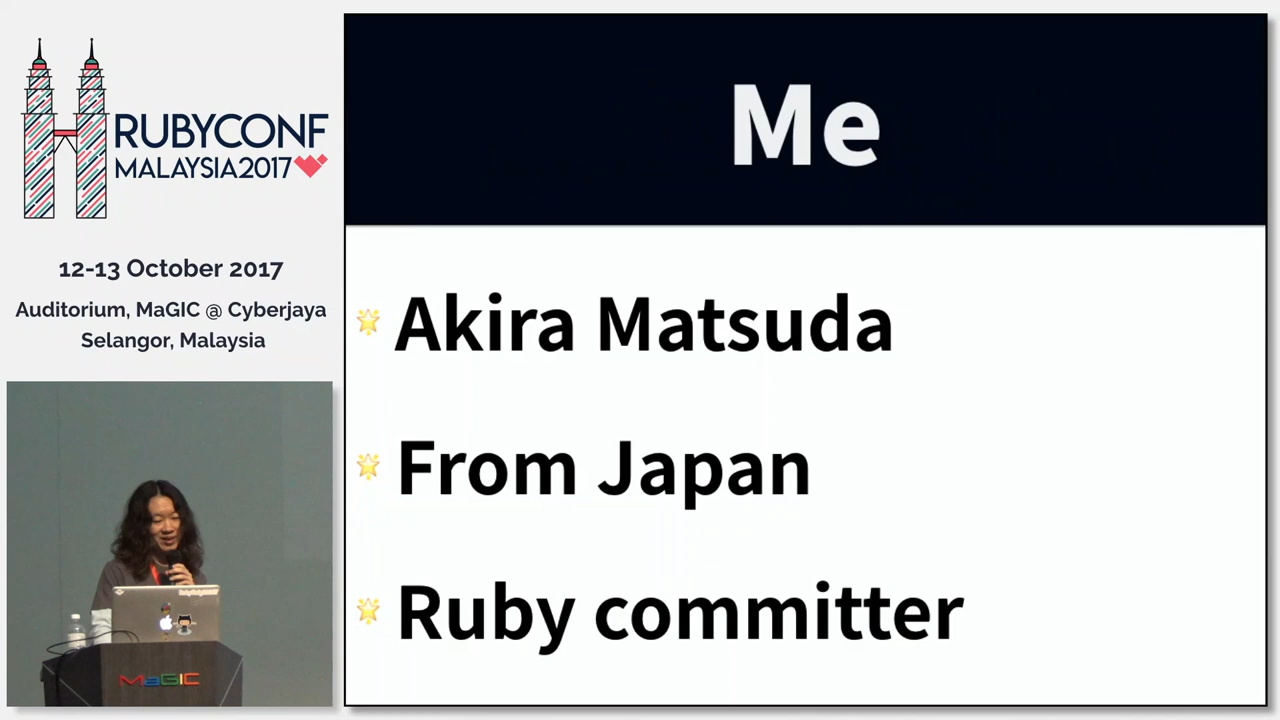 RUBYCONF
MALAYSIA2017
12-13 October 2017
Auditorium, MaGIC @ Cyberjaya
Selangor, Malaysia
MaGIC
Me
Akira Matsuda
From Japan
Ruby committer